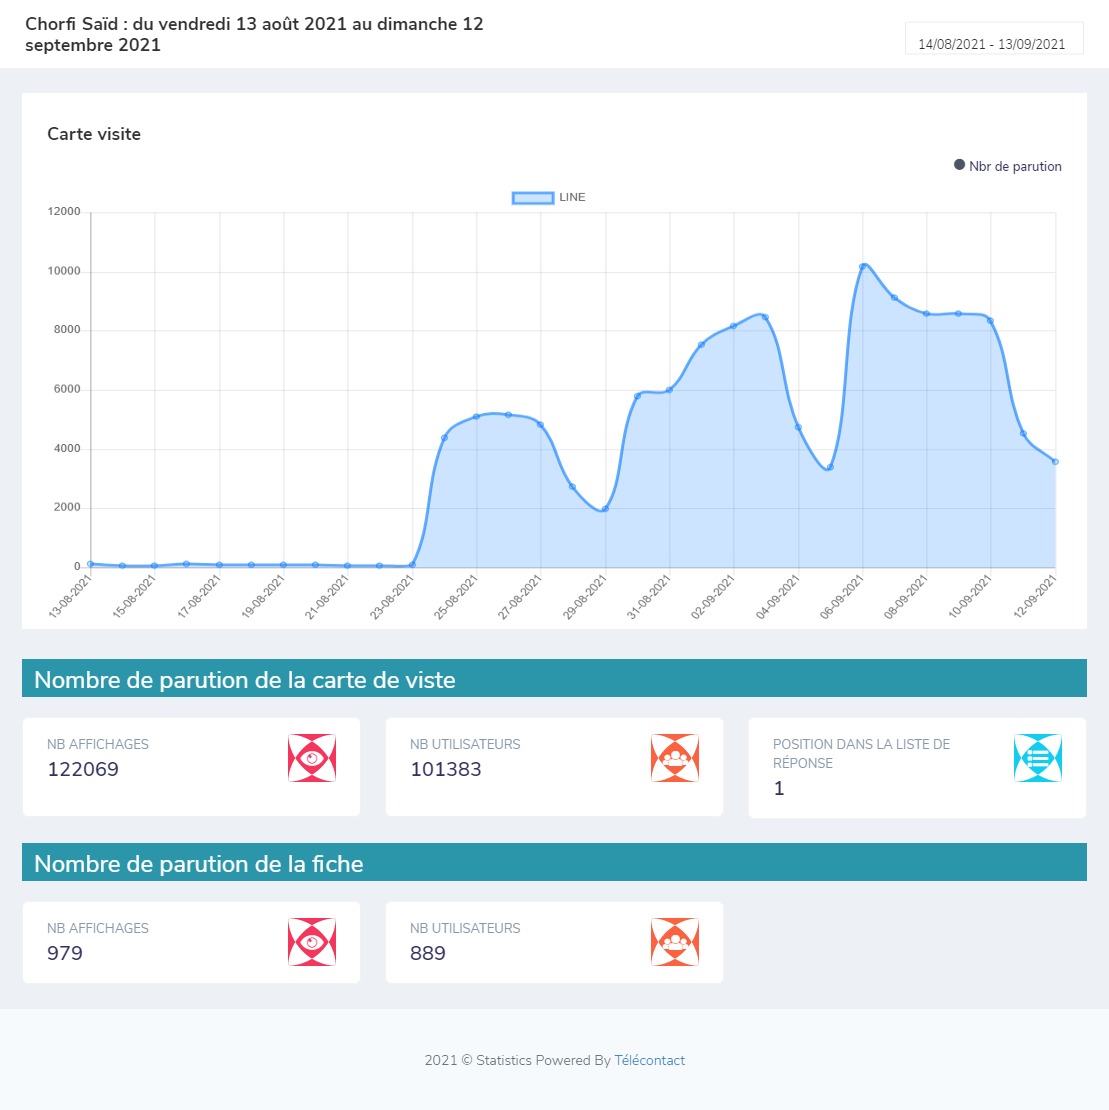 Chorfi Saïd : du vendredi 13 août 2021 au dimanche 12
septembre 2021
14/08/2021 - 13/09/2021
Carte visite
Nbr de parution
LINE
12000
10000
8000
6000
4000
2000
0
13-08-2021
15-08-2021
17-08-2021
19-08-2021
21-08-2021
23-08-2021
25-08-2021
27-08-2021
29-08-2021
31-08-2021
02-09-2021
04-09-2021
06-09-2021
08-09-2021
10-09-2021
12-09-2021
Nombre de parution de la carte de viste
NB AFFICHAGES
122069
NB UTILISATEURS
101383
POSITION DANS LA LISTE DE
RÉPONSE
1
Nombre de parution de la fiche
NB AFFICHAGES
979
NB UTILISATEURS
889
2021 © Statistics Powered By Télécontact